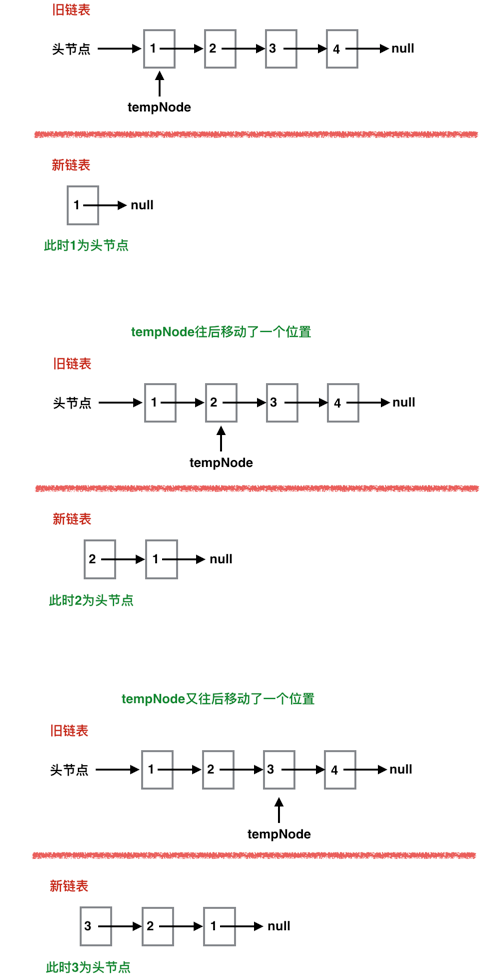 旧链表
头节点 1 2 3 4 null
tempNode
新链表
1 null
此时1为头节点
tempNode往后移动了一个位置
旧链表
头节点 1 2 3 4 null
tempNode
新链表
2 1 null
此时2为头节点
tempNode又往后移动了一个位置
旧链表
头节点 1 2 3 4 null
tempNode
新链表
3 2 1 null
此时3为头节点